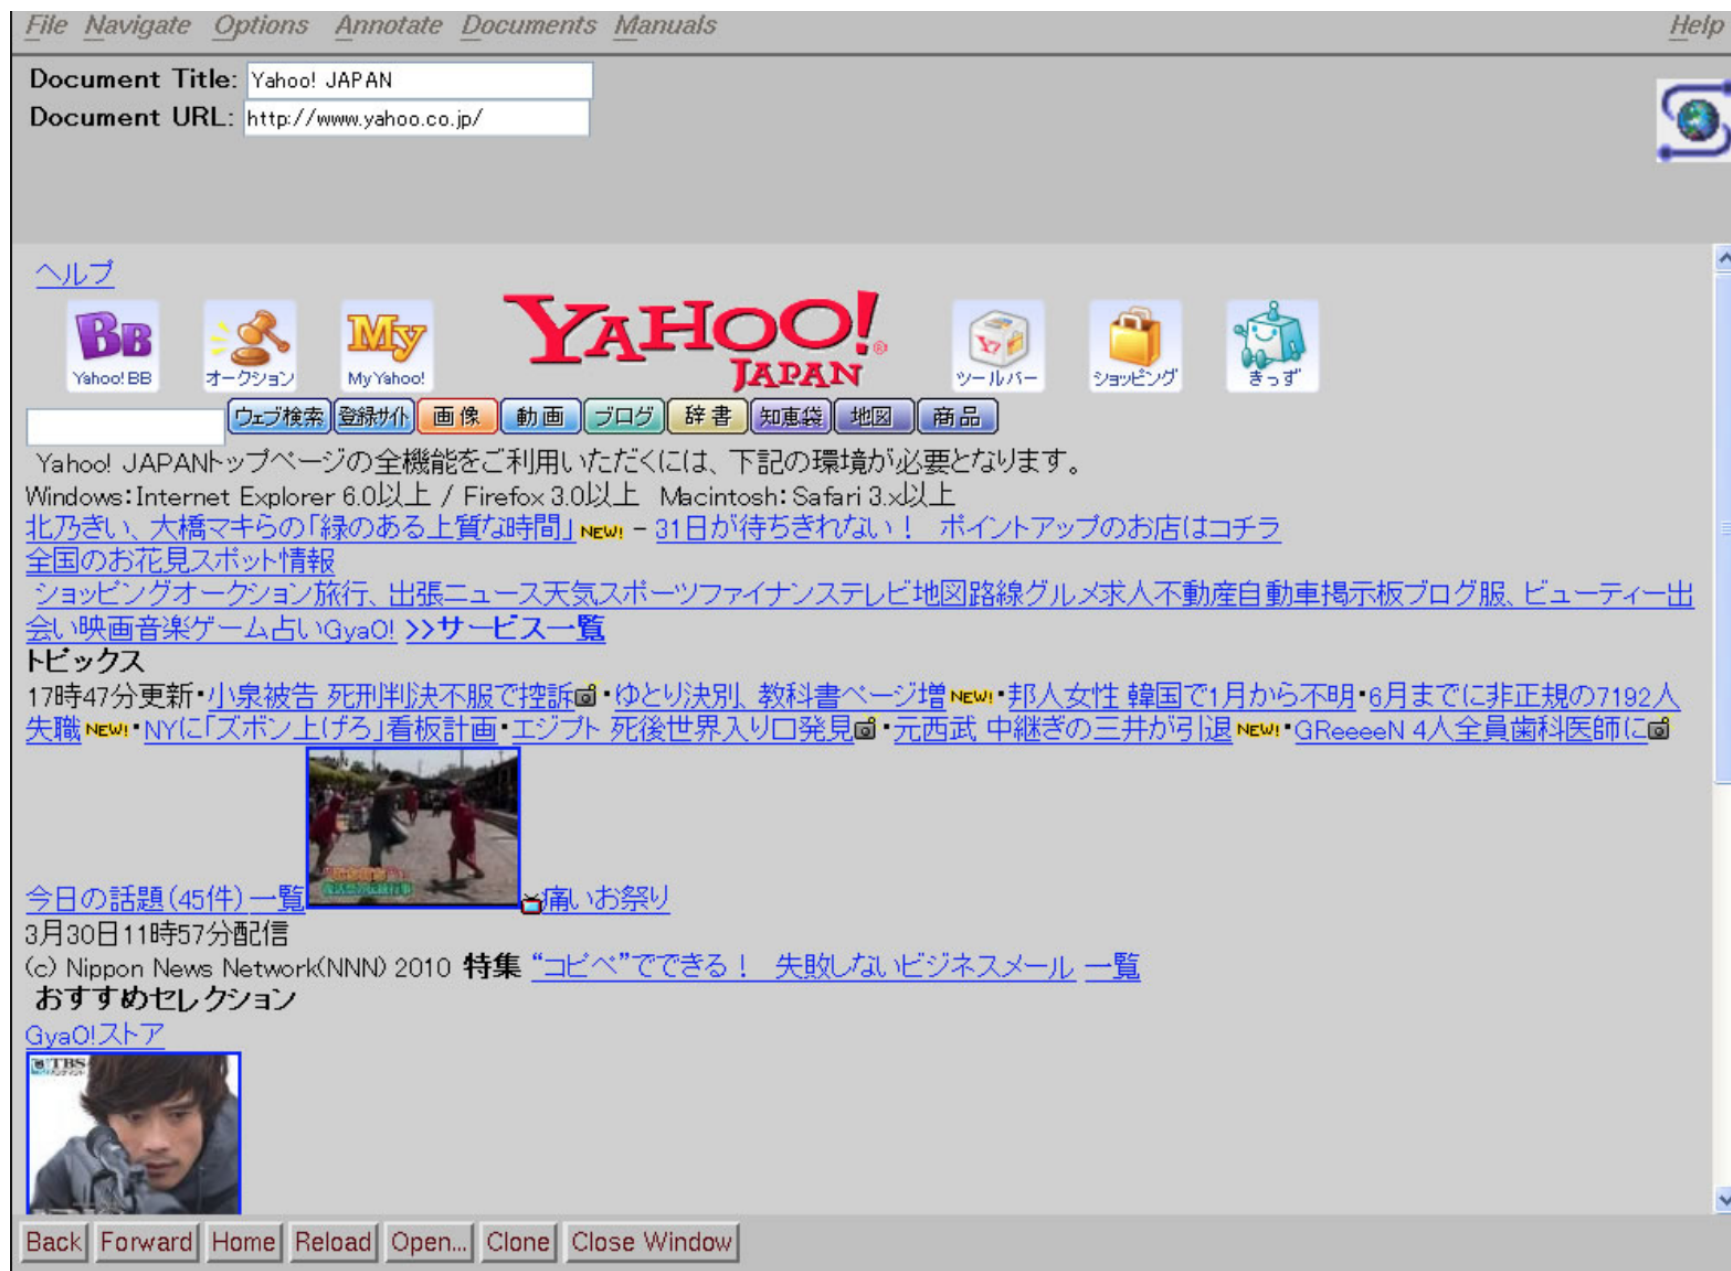 File Navigate Options Annotate Documents Manuals Help
Document Title: Yahoo! JAPAN
Document URL: http://www.yahoo.co.jp/
ヘルプ
BB My YAHOO! ® Y!
JAPAN
Yahoo! BB オークション My Yahoo! ツールバー ショッピング きっず
ウェブ検索 登録サイト 画像 動画 ブログ 辞書 知恵袋 地図 商品
Yahoo! JAPANトップページの全機能をご利用いただくには、下記の環境が必要となります。
Windows:Internet Explorer 6.0以上 / Firefox 3.0以上 Macintosh:Safari 3.x以上
北乃きい、大橋マキらの「緑のある上質な時間」 NEW! - 31日が待ちきれない! ポイントアップのお店はコチラ
全国のお花見スポット情報
ショッピングオークション旅行、出張ニュース天気スポーツファイナンステレビ地図路線グルメ求人不動産自動車掲示板ブログ服、ビューティー出
会い映画音楽ゲーム占いGyaO! >>サービス一覧
トピックス
17時47分更新・小泉被告 死刑判決不服で控訴・ゆとり決別、教科書ページ増 NEW!・邦人女性 韓国で1月から不明・6月までに非正規の7192人
失職 NEW!・NYに「ズボン上げろ」看板計画・エジプト 死後世界入り口発見・元西武 中継ぎの三井が引退 NEW!・GReeeeN 4人全員歯科医師に
今日の話題(45件) 一覧 痛いお祭り
3月30日11時57分配信
(c) Nippon News Network(NNN) 2010 特集 “コピペ”でできる! 失敗しないビジネスメール 一覧
おすすめセレクション
GyaO!ストア
TBS
Back Forward Home Reload Open... Clone Close Window